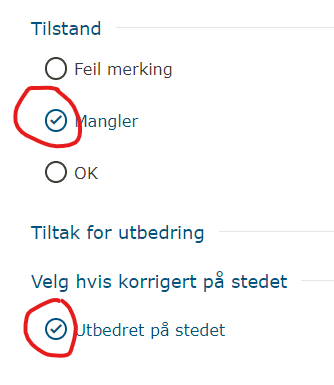 Tilstand
Feil merking
Mangler
OK
Tiltak for utbedring
Velg hvis korrigert på stedet
Utbedret på stedet